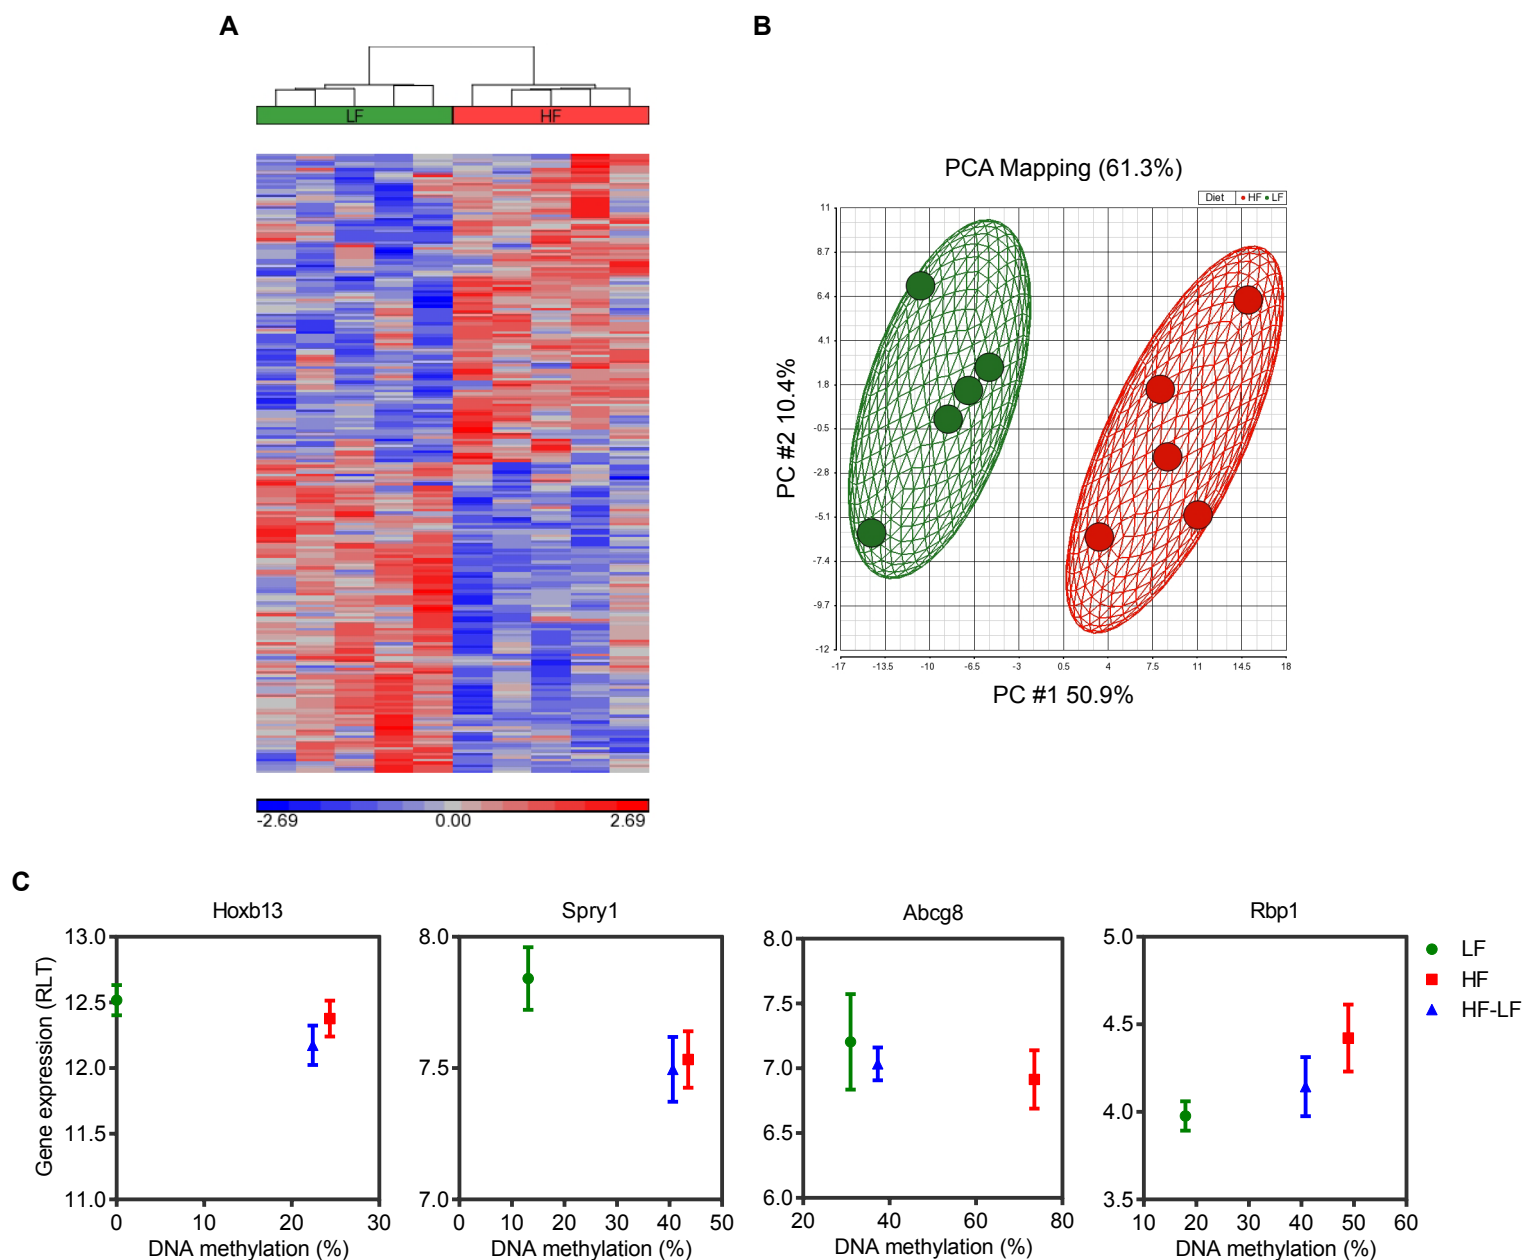 A
B
LF
HF
-2.69
0.00
2.69
PCA Mapping (61.3%)
Diet
HF
LF
PC #2 10.4%
11
8.7
6.4
4.1
1.8
-0.5
-2.8
-5.1
-7.4
-9.7
-12
-17
-13.5
-10
-6.5
-3
0.5
4
7.5
11
14.5
18
PC #1 50.9%
C
Gene expression (RLT)
Hoxb13
13.0
12.5
12.0
11.5
11.0
0
10
20
30
DNA methylation (%)
Spry1
8.0
7.5
7.0
0
10
20
30
40
50
DNA methylation (%)
Abcg8
8.0
7.5
7.0
6.5
6.0
20
40
60
80
DNA methylation (%)
Rbp1
5.0
4.5
4.0
3.5
10
20
30
40
50
60
DNA methylation (%)
LF
HF
HF-LF